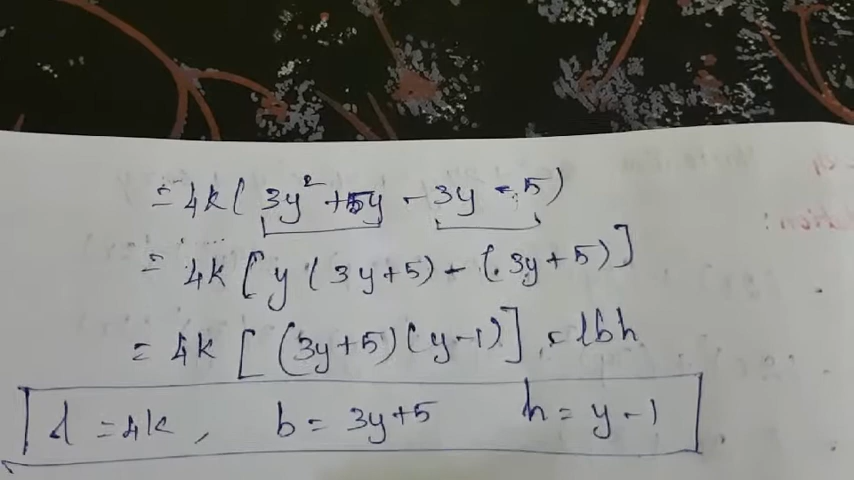 = 4k( 3y² + 5y - 3y - 5)
= 4k [ y ( 3y+5) - ( 3y+5)]
= 4k [ (3y+5)(y-1)] = lbh
l = 4k , b = 3y+5 h = y-1